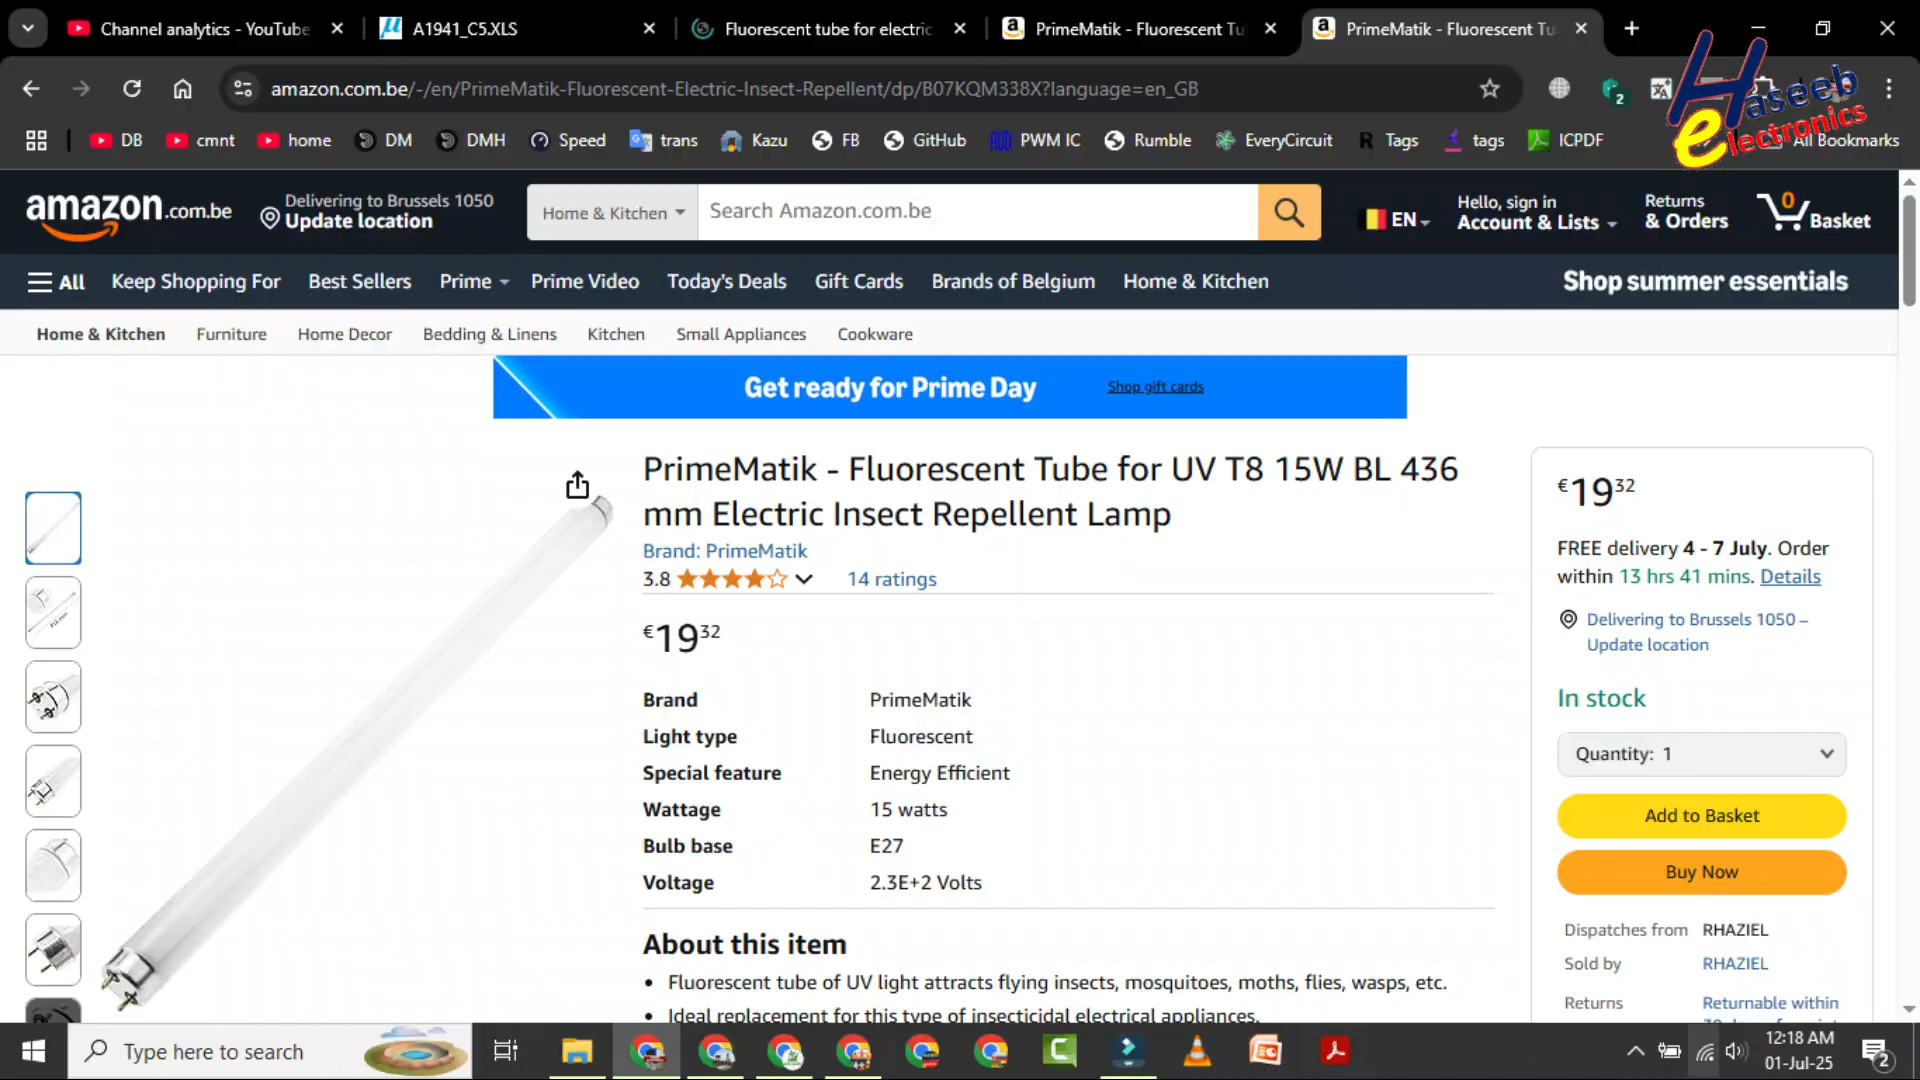 Channel analytics - YouTube
A1941_C5.XLS
Fluorescent tube for electric
PrimeMatik - Fluorescent Tu
PrimeMatik - Fluorescent Tu
amazon.com.be/-/en/PrimeMatik-Fluorescent-Electric-Insect-Repellent/dp/B07KQM338X?language=en_GB
2
Haseeb
electronics
DB
cmnt
home
DM
DMH
Speed
trans
Kazu
FB
GitHub
PWM IC
Rumble
EveryCircuit
Tags
tags
ICPDF
All Bookmarks
amazon.com.be
Delivering to Brussels 1050
Update location
Home & Kitchen
Search Amazon.com.be
EN
Hello, sign in
Account & Lists
Returns
& Orders
0
Basket
All
Keep Shopping For
Best Sellers
Prime
Prime Video
Today's Deals
Gift Cards
Brands of Belgium
Home & Kitchen
Shop summer essentials
Home & Kitchen
Furniture
Home Decor
Bedding & Linens
Kitchen
Small Appliances
Cookware
Get ready for Prime Day
Shop gift cards
PrimeMatik - Fluorescent Tube for UV T8 15W BL 436
mm Electric Insect Repellent Lamp
Brand: PrimeMatik
3.8
14 ratings
€1932
Brand PrimeMatik
Light type Fluorescent
Special feature Energy Efficient
Wattage 15 watts
Bulb base E27
Voltage 2.3E+2 Volts
About this item
• Fluorescent tube of UV light attracts flying insects, mosquitoes, moths, flies, wasps, etc.
• Ideal replacement for this type of insecticidal electrical appliances.
€1932
FREE delivery 4 - 7 July. Order
within 13 hrs 41 mins. Details
Delivering to Brussels 1050 –
Update location
In stock
Quantity: 1
Add to Basket
Buy Now
Dispatches from RHAZIEL
Sold by RHAZIEL
Returns Returnable within
Type here to search
12:18 AM
01-Jul-25
2